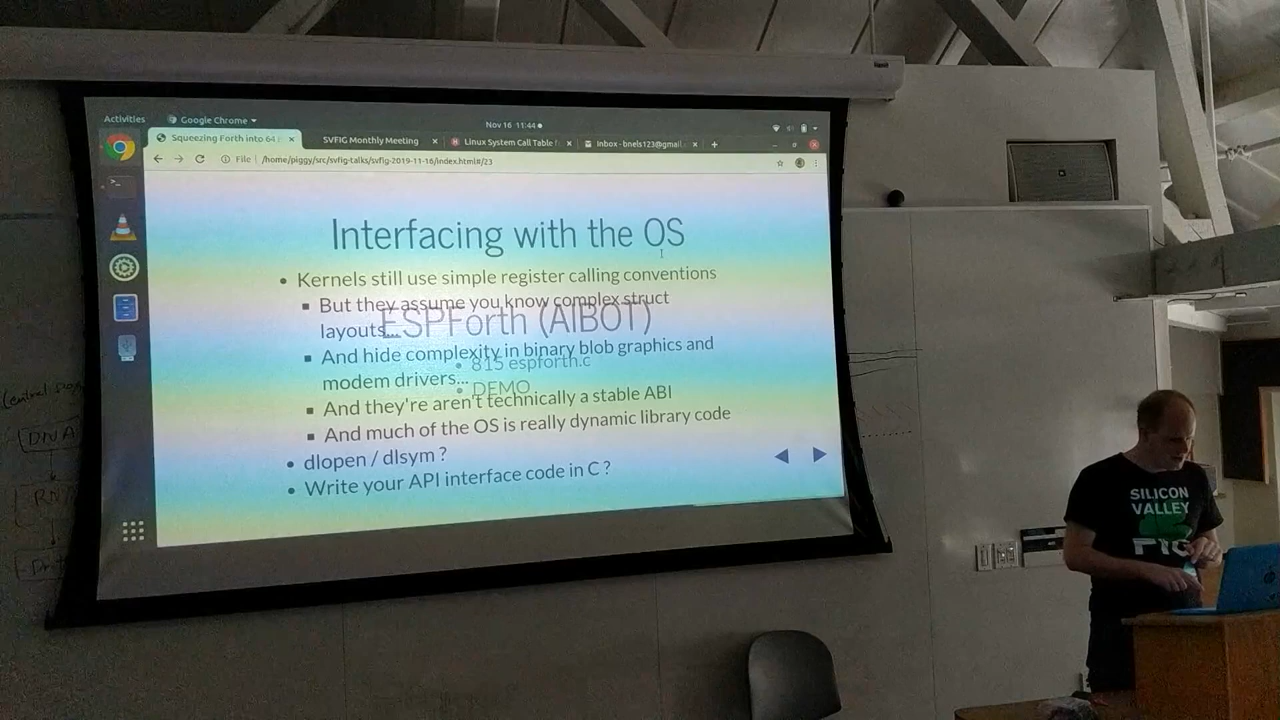 Activities
Google Chrome
Nov 16 11:44
Squeezing Forth into 64
SVFIG Monthly Meeting
Linux System Call Table f
Inbox - bnels123@gmail.
File | /home/piggy/src/svfig-talks/svfig-2019-11-16/index.html#/23
Interfacing with the OS
• Kernels still use simple register calling conventions
▪ But they assume you know complex struct
layouts...
ESPForth (AIBOT)
▪ And hide complexity in binary blob graphics and
modem drivers...
• 815 espforth.c
• DEMO
▪ And they're aren't technically a stable ABI
▪ And much of the OS is really dynamic library code
• dlopen / dlsym ?
• Write your API interface code in C ?
DNA
SILICON
VALLEY